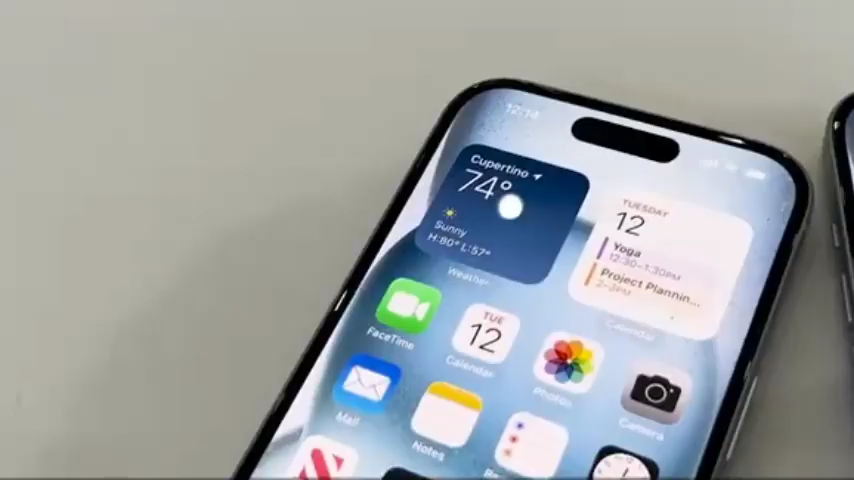 12:14
Cupertino
74°
Sunny
H:80° L:57°
Weather
TUESDAY
12
Yoga
12:30–1:30PM
Project Plannin...
2–3PM
Calendar
FaceTime
TUE
12
Calendar
Photos
Camera
Mail
Notes